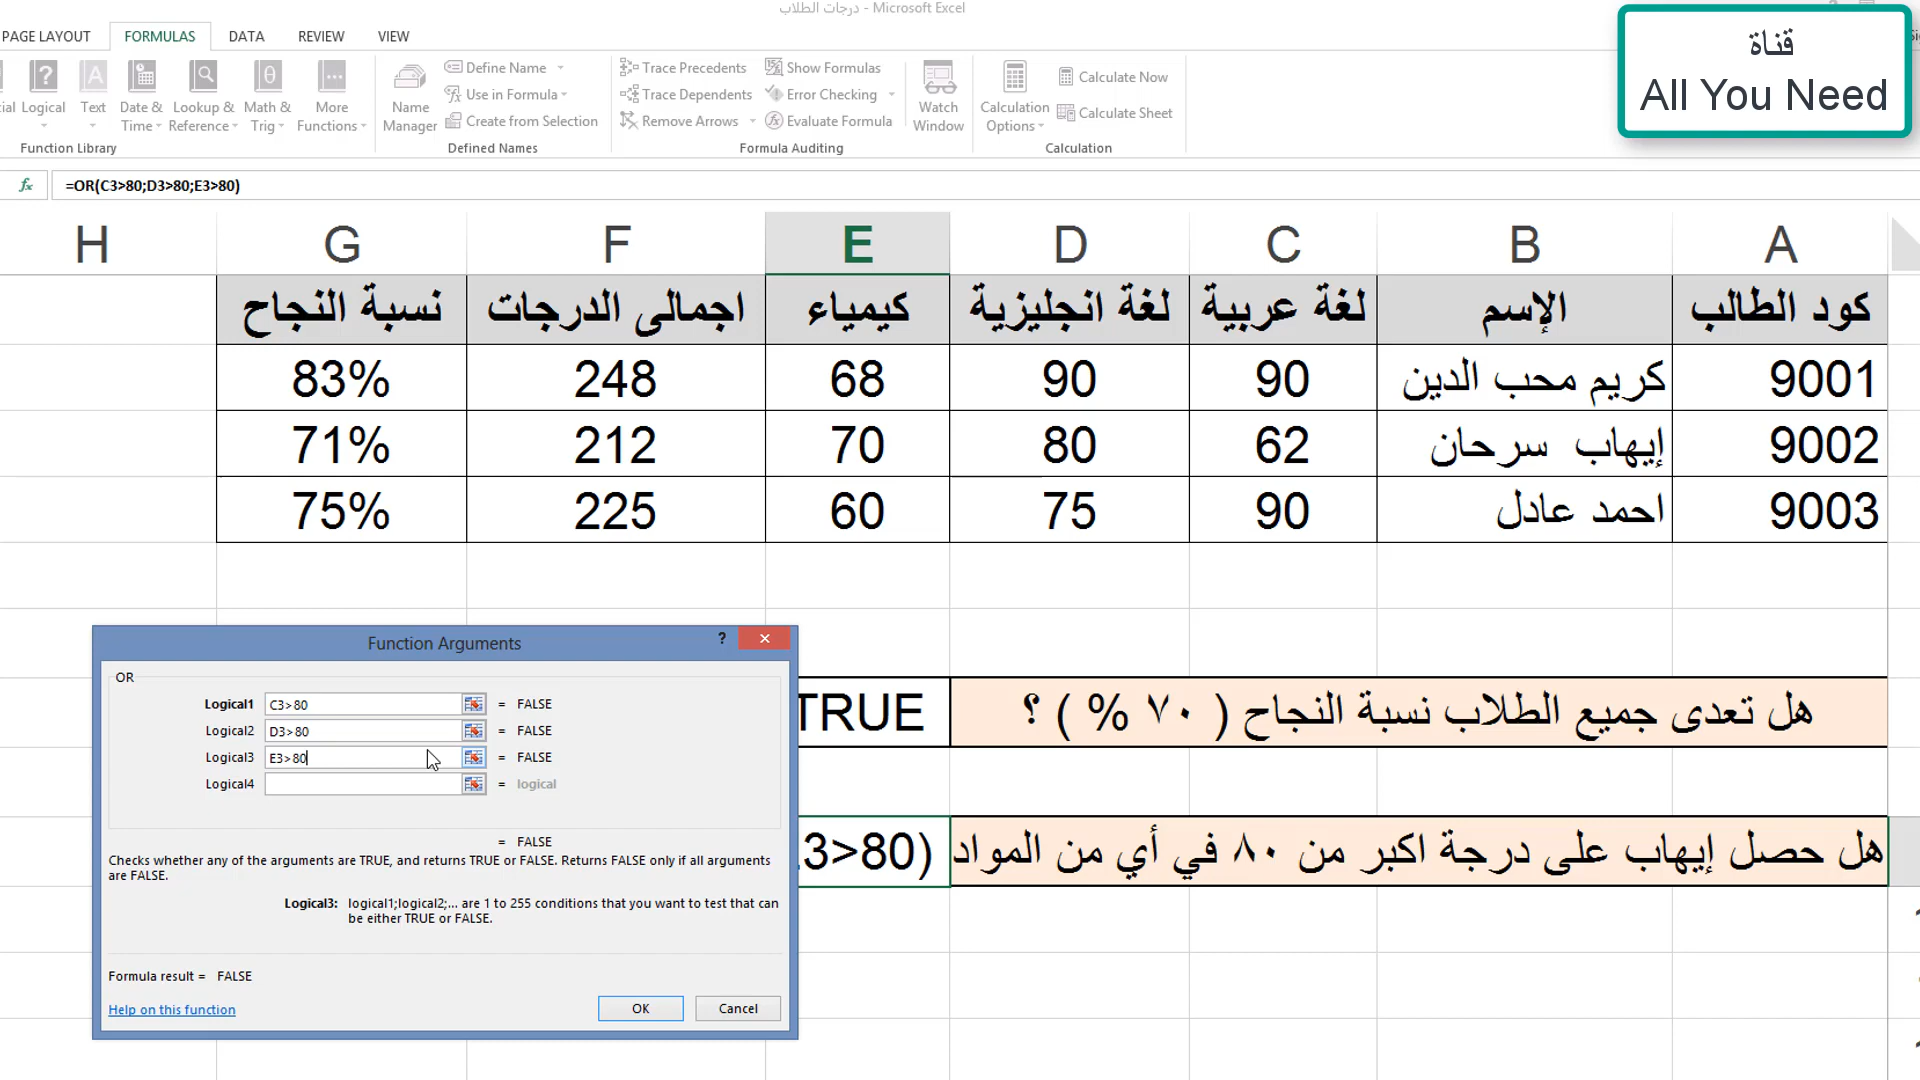 درجات الطلاب - Microsoft Excel
PAGE LAYOUT FORMULAS DATA REVIEW VIEW
قناة
All You Need
Logical Text Date & Time Lookup & Reference Math & Trig More Functions
Function Library
Name Manager
Define Name
Use in Formula
Create from Selection
Defined Names
Trace Precedents Show Formulas
Trace Dependents Error Checking
Remove Arrows Evaluate Formula
Formula Auditing
Watch Window
Calculation Options
Calculate Now
Calculate Sheet
Calculation
fx =OR(C3>80;D3>80;E3>80)
H G F E D C B A
كود الطالب الإسم لغة عربية لغة انجليزية كيمياء اجمالى الدرجات نسبة النجاح
9001 كريم محب الدين 90 90 68 248 83%
9002 إيهاب سرحان 62 80 70 212 71%
9003 احمد عادل 90 75 60 225 75%
هل تعدى جميع الطلاب نسبة النجاح ( ٧٠ % ) ؟ TRUE
هل حصل إيهاب على درجة اكبر من ٨٠ في أي من المواد 3>80)
Function Arguments
?
OR
Logical1 C3>80 = FALSE
Logical2 D3>80 = FALSE
Logical3 E3>80 = FALSE
Logical4 = logical
= FALSE
Checks whether any of the arguments are TRUE, and returns TRUE or FALSE. Returns FALSE only if all arguments
are FALSE.
Logical3: logical1;logical2;... are 1 to 255 conditions that you want to test that can
be either TRUE or FALSE.
Formula result = FALSE
Help on this function OK Cancel